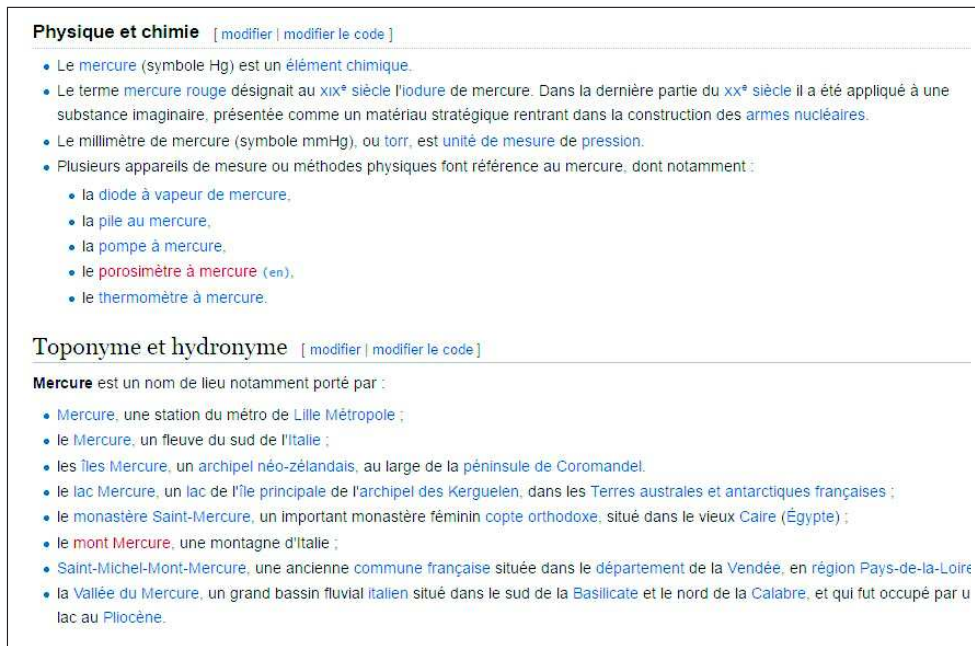 Physique et chimie [ modifier | modifier le code ]
Le mercure (symbole Hg) est un élément chimique.
Le terme mercure rouge désignait au XIXe siècle l'iodure de mercure. Dans la dernière partie du XXe siècle il a été appliqué à une
substance imaginaire, présentée comme un matériau stratégique rentrant dans la construction des armes nucléaires.
Le millimètre de mercure (symbole mmHg), ou torr, est unité de mesure de pression.
Plusieurs appareils de mesure ou méthodes physiques font référence au mercure, dont notamment :
la diode à vapeur de mercure,
la pile au mercure,
la pompe à mercure,
le porosimètre à mercure (en),
le thermomètre à mercure.
Toponyme et hydronyme [ modifier | modifier le code ]
Mercure est un nom de lieu notamment porté par :
Mercure, une station du métro de Lille Métropole ;
le Mercure, un fleuve du sud de l'Italie ;
les îles Mercure, un archipel néo-zélandais, au large de la péninsule de Coromandel.
le lac Mercure, un lac de l'île principale de l'archipel des Kerguelen, dans les Terres australes et antarctiques françaises ;
le monastère Saint-Mercure, un important monastère féminin copte orthodoxe, situé dans le vieux Caire (Égypte) ;
le mont Mercure, une montagne d'Italie ;
Saint-Michel-Mont-Mercure, une ancienne commune française située dans le département de la Vendée, en région Pays-de-la-Loire
la Vallée du Mercure, un grand bassin fluvial italien situé dans le sud de la Basilicate et le nord de la Calabre, et qui fut occupé par u
lac au Pliocène.